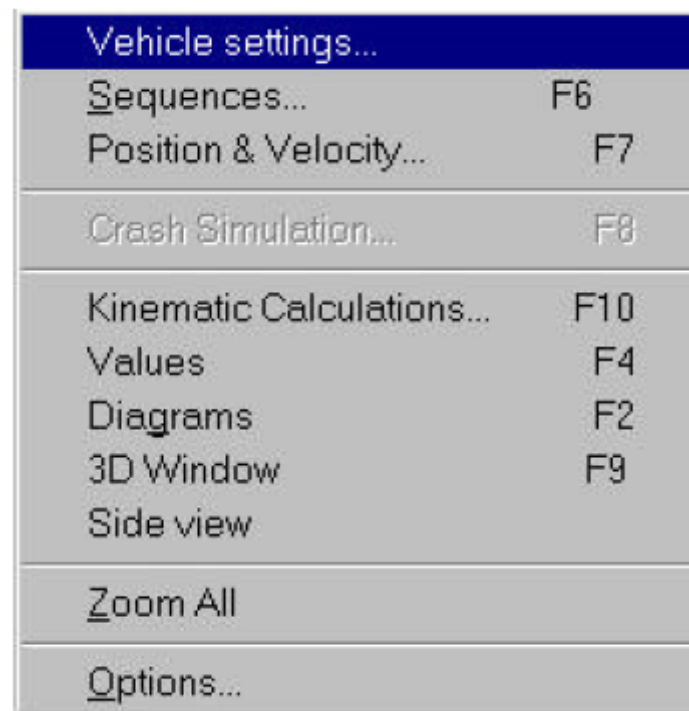 Vehicle settings...
Sequences... F6
Position & Velocity... F7
Crash Simulation... F8
Kinematic Calculations... F10
Values F4
Diagrams F2
3D Window F9
Side view
Zoom All
Options...